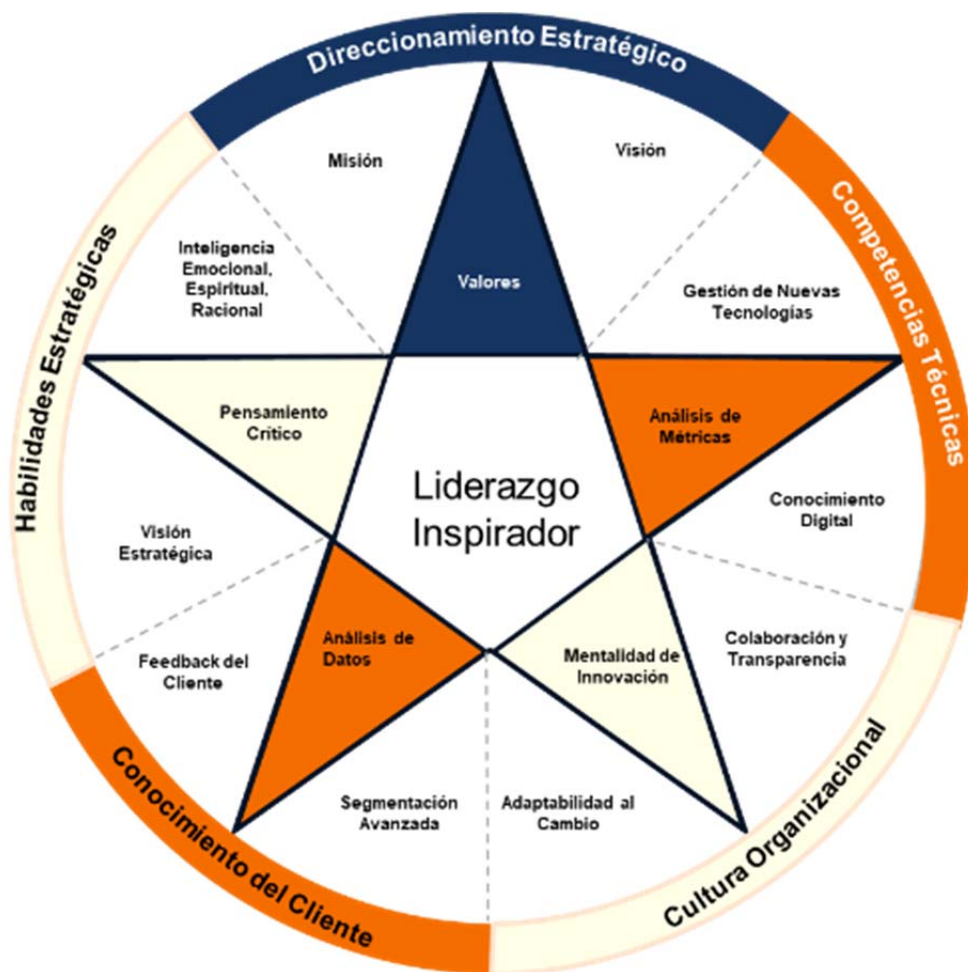 Direccionamiento Estratégico
Misión
Visión
Valores
Competencias Técnicas
Gestión de Nuevas
Tecnologías
Análisis de
Métricas
Conocimiento
Digital
Cultura Organizacional
Colaboración y
Transparencia
Mentalidad de
Innovación
Adaptabilidad al
Cambio
Conocimiento del Cliente
Segmentación
Avanzada
Análisis de
Datos
Feedback del
Cliente
Habilidades Estratégicas
Visión
Estratégica
Pensamiento
Crítico
Inteligencia
Emocional,
Espiritual,
Racional
Liderazgo
Inspirador